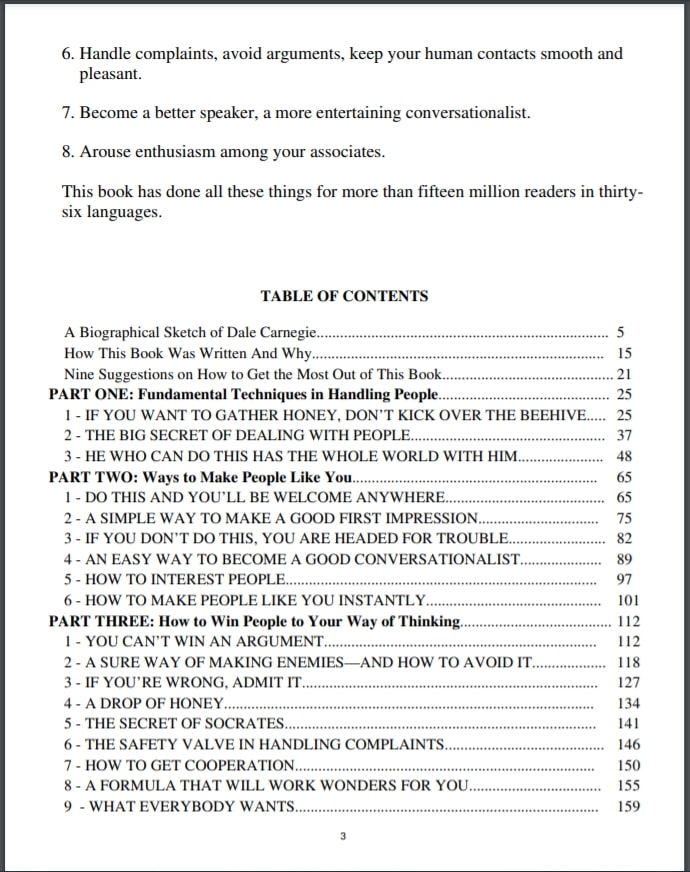 6. Handle complaints, avoid arguments, keep your human contacts smooth and
pleasant.
7. Become a better speaker, a more entertaining conversationalist.
8. Arouse enthusiasm among your associates.
This book has done all these things for more than fifteen million readers in thirty-
six languages.
TABLE OF CONTENTS
A Biographical Sketch of Dale Carnegie.......... 5
How This Book Was Written And Why.......... 15
Nine Suggestions on How to Get the Most Out of This Book.......... 21
PART ONE: Fundamental Techniques in Handling People.......... 25
1 - IF YOU WANT TO GATHER HONEY, DON’T KICK OVER THE BEEHIVE..... 25
2 - THE BIG SECRET OF DEALING WITH PEOPLE.......... 37
3 - HE WHO CAN DO THIS HAS THE WHOLE WORLD WITH HIM.......... 48
PART TWO: Ways to Make People Like You.......... 65
1 - DO THIS AND YOU’LL BE WELCOME ANYWHERE.......... 65
2 - A SIMPLE WAY TO MAKE A GOOD FIRST IMPRESSION.......... 75
3 - IF YOU DON’T DO THIS, YOU ARE HEADED FOR TROUBLE.......... 82
4 - AN EASY WAY TO BECOME A GOOD CONVERSATIONALIST.......... 89
5 - HOW TO INTEREST PEOPLE.......... 97
6 - HOW TO MAKE PEOPLE LIKE YOU INSTANTLY.......... 101
PART THREE: How to Win People to Your Way of Thinking.......... 112
1 - YOU CAN’T WIN AN ARGUMENT.......... 112
2 - A SURE WAY OF MAKING ENEMIES—AND HOW TO AVOID IT.......... 118
3 - IF YOU’RE WRONG, ADMIT IT.......... 127
4 - A DROP OF HONEY.......... 134
5 - THE SECRET OF SOCRATES.......... 141
6 - THE SAFETY VALVE IN HANDLING COMPLAINTS.......... 146
7 - HOW TO GET COOPERATION.......... 150
8 - A FORMULA THAT WILL WORK WONDERS FOR YOU.......... 155
9 - WHAT EVERYBODY WANTS.......... 159
3